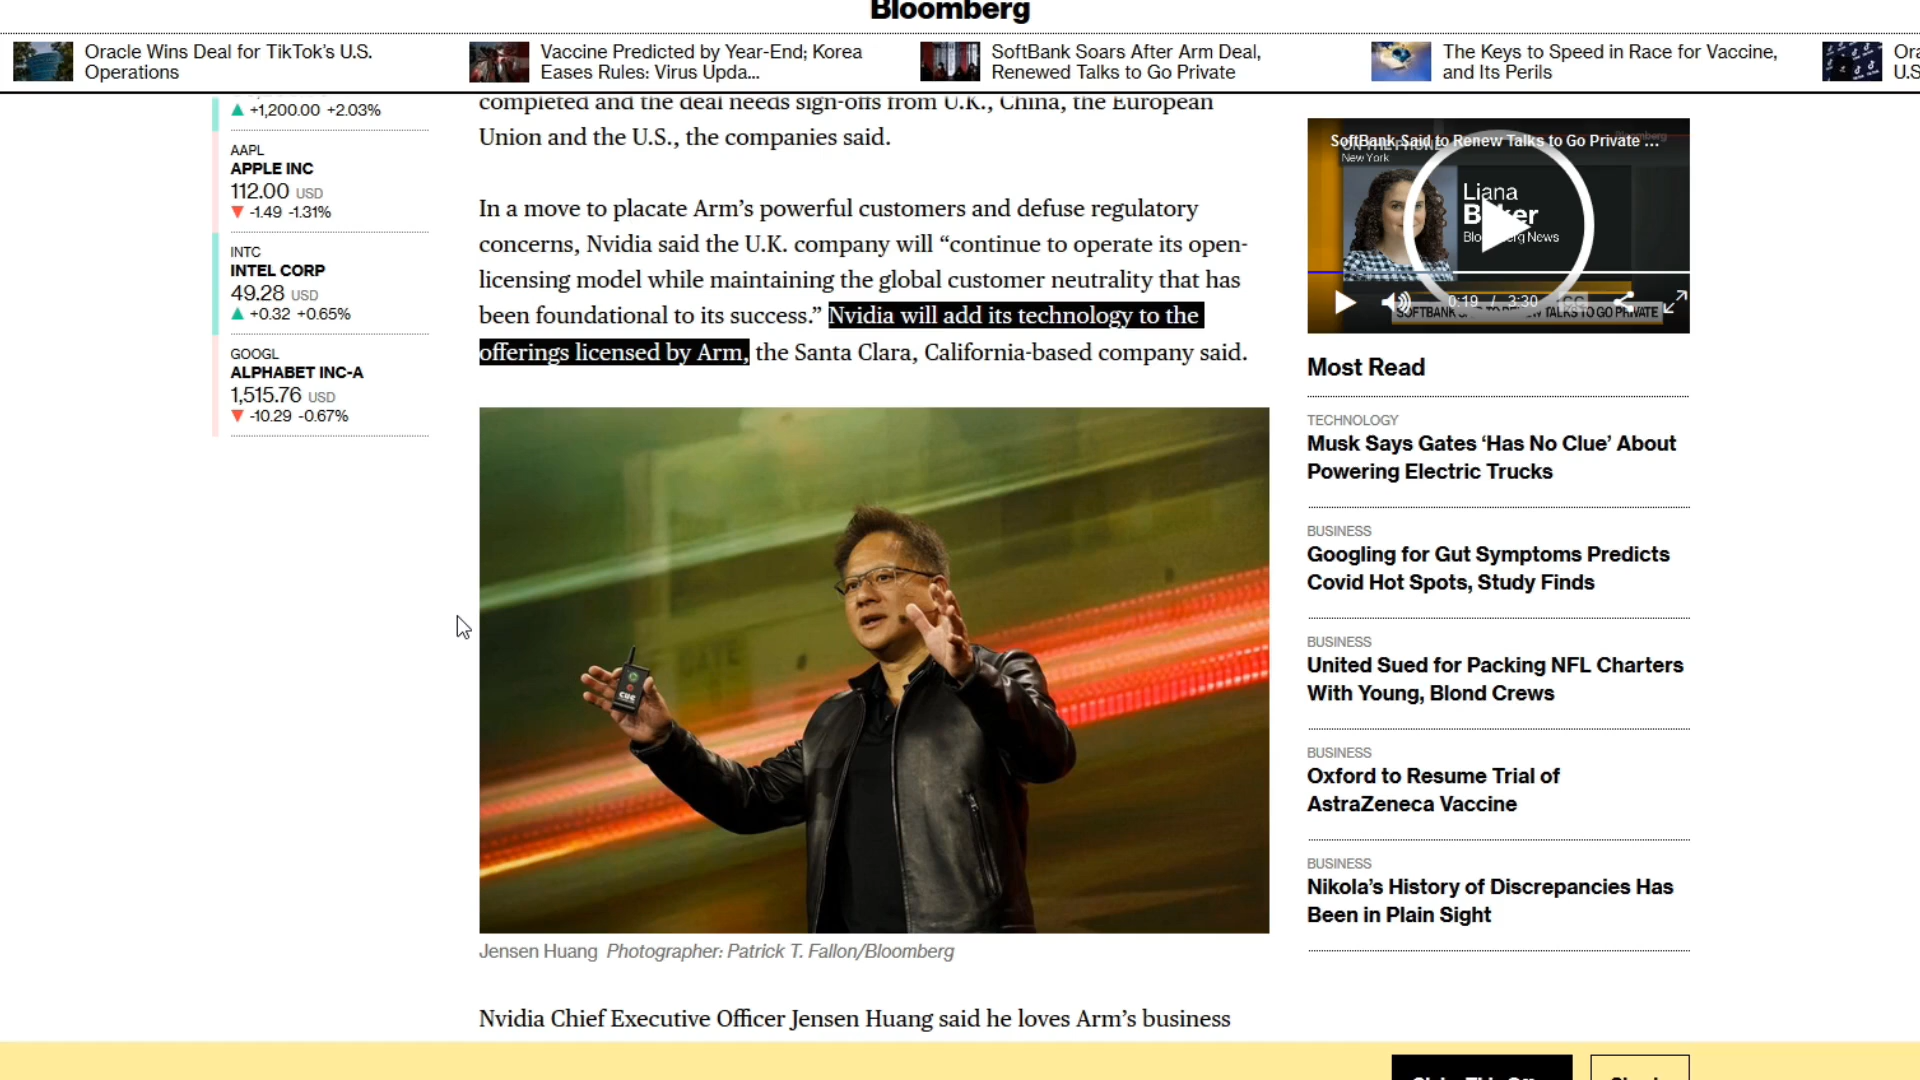 Bloomberg
Oracle Wins Deal for TikTok's U.S.
Operations
Vaccine Predicted by Year-End; Korea
Eases Rules: Virus Upda...
SoftBank Soars After Arm Deal,
Renewed Talks to Go Private
The Keys to Speed in Race for Vaccine,
and Its Perils
Ora
U.S
+1,200.00 +2.03%
AAPL
APPLE INC
112.00 USD
-1.49 -1.31%
INTC
INTEL CORP
49.28 USD
+0.32 +0.65%
GOOGL
ALPHABET INC-A
1,515.76 USD
-10.29 -0.67%
completed and the deal needs sign-offs from U.K., China, the European
Union and the U.S., the companies said.
In a move to placate Arm’s powerful customers and defuse regulatory
concerns, Nvidia said the U.K. company will “continue to operate its open-
licensing model while maintaining the global customer neutrality that has
been foundational to its success.” Nvidia will add its technology to the
offerings licensed by Arm, the Santa Clara, California-based company said.
cue
Jensen Huang Photographer: Patrick T. Fallon/Bloomberg
Nvidia Chief Executive Officer Jensen Huang said he loves Arm’s business
SoftBank Said to Renew Talks to Go Private ...
Bloomberg
ON THE PHONE
New York
Liana
Baker
Bloomberg News
0:19 / 3:30 CC
TALKS TO GO PRIVATE
Most Read
TECHNOLOGY
Musk Says Gates ‘Has No Clue’ About
Powering Electric Trucks
BUSINESS
Googling for Gut Symptoms Predicts
Covid Hot Spots, Study Finds
BUSINESS
United Sued for Packing NFL Charters
With Young, Blond Crews
BUSINESS
Oxford to Resume Trial of
AstraZeneca Vaccine
BUSINESS
Nikola’s History of Discrepancies Has
Been in Plain Sight